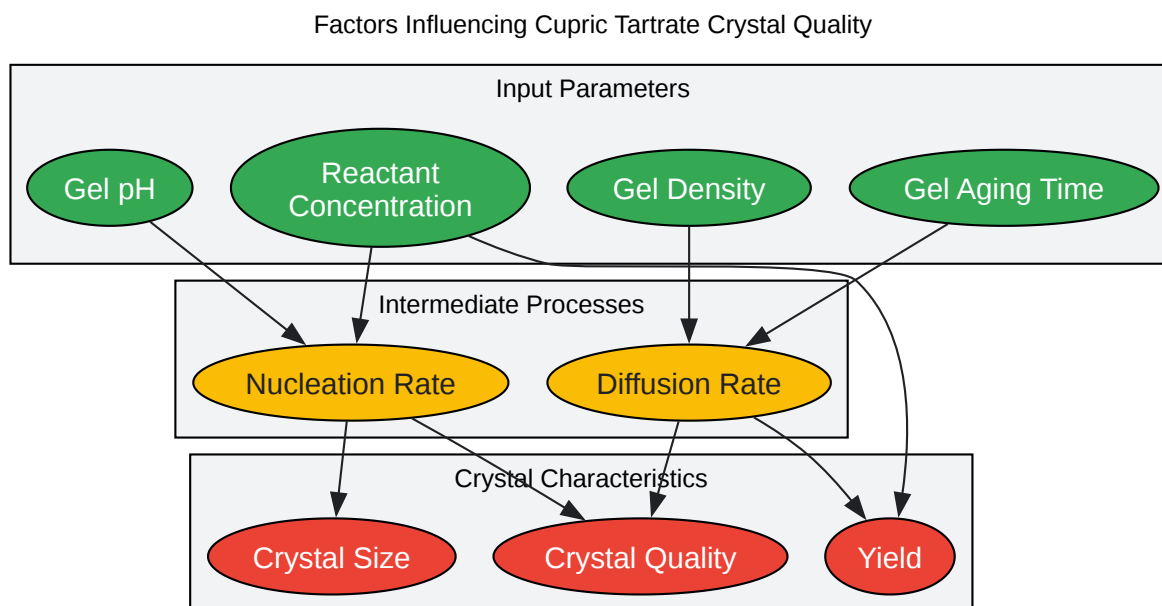 Factors Influencing Cupric Tartrate Crystal Quality
Input Parameters
Gel pH
Reactant
Concentration
Gel Density
Gel Aging Time
Intermediate Processes
Nucleation Rate
Diffusion Rate
Crystal Characteristics
Crystal Size
Crystal Quality
Yield